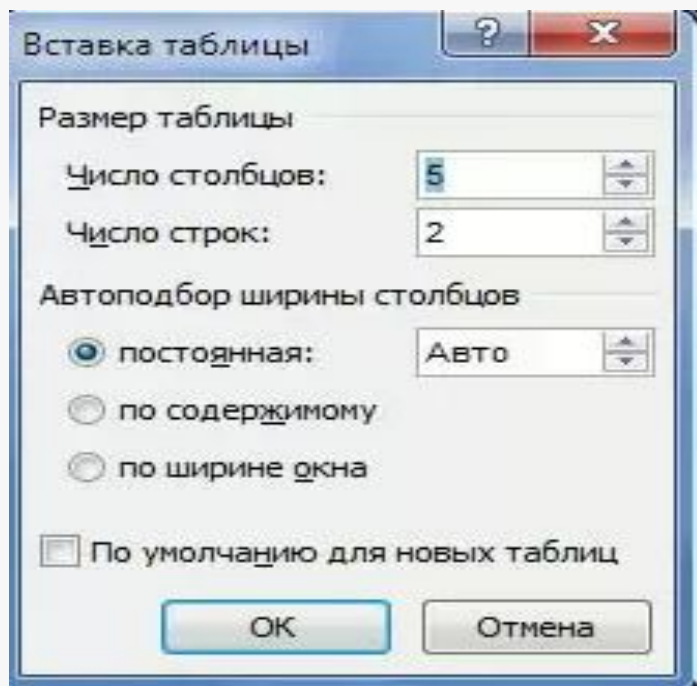 Вставка таблицы
?
Размер таблицы
Число столбцов: 5
Число строк: 2
Автоподбор ширины столбцов
постоянная: Авто
по содержимому
по ширине окна
По умолчанию для новых таблиц
ОК Отмена